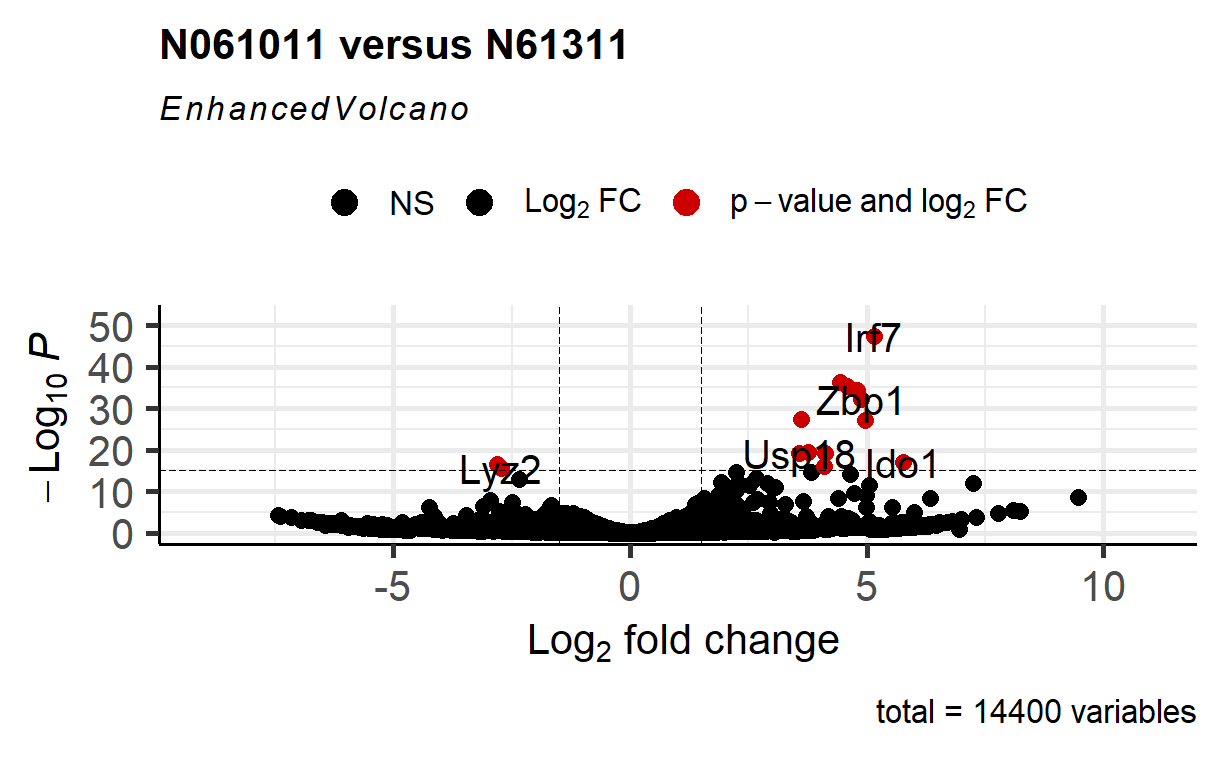 N061011 versus N61311
EnhancedVolcano
NS Log2 FC p – value and log2 FC
– Log10 P
50
40
30
20
10
0
Irf7
Zbp1
Usp18
Ido1
Lyz2
-5 0 5 10
Log2 fold change
total = 14400 variables